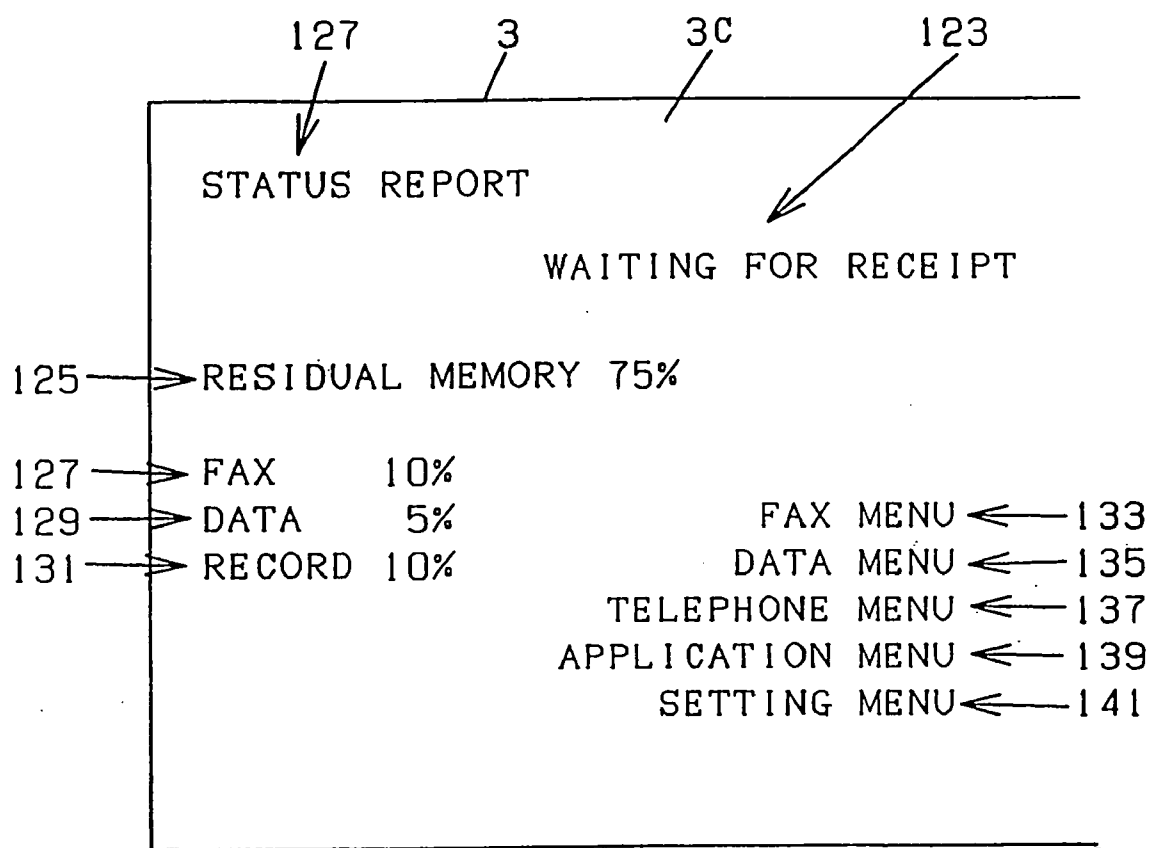 127 3 3C 123
STATUS REPORT
WAITING FOR RECEIPT
125 RESIDUAL MEMORY 75%
127 FAX 10%
129 DATA 5%
131 RECORD 10%
FAX MENU 133
DATA MENU 135
TELEPHONE MENU 137
APPLICATION MENU 139
SETTING MENU 141